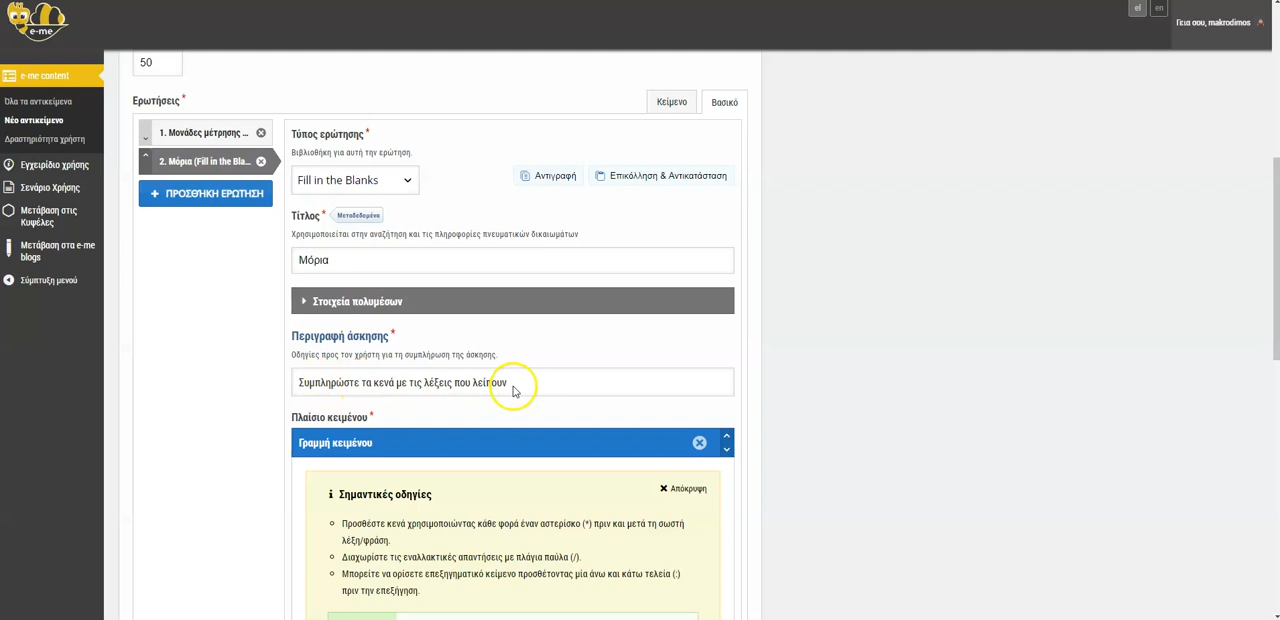 el
en
Γεια σου, makrodimos
e-me
e-me content
Όλα τα αντικείμενα
Νέο αντικείμενο
Δραστηριότητα χρήστη
Εγχειρίδιο χρήσης
Σενάριο Χρήσης
Μετάβαση στις
Κυψέλες
Μετάβαση στα e-me
blogs
Σύμπτυξη μενού
50
Ερωτήσεις *
Κείμενο
Βασικό
1. Μονάδες μέτρησης ...
2. Μόρια (Fill in the Bla...
+ ΠΡΟΣΘΉΚΗ ΕΡΏΤΗΣΗ
Τύπος ερώτησης *
Βιβλιοθήκη για αυτή την ερώτηση.
Fill in the Blanks
Αντιγραφή
Επικόλληση & Αντικατάσταση
Τίτλος * Μεταδεδομένα
Χρησιμοποιείται στην αναζήτηση και τις πληροφορίες πνευματικών δικαιωμάτων
Μόρια
Στοιχεία πολυμέσων
Περιγραφή άσκησης *
Οδηγίες προς τον χρήστη για τη συμπλήρωση της άσκησης.
Συμπληρώστε τα κενά με τις λέξεις που λείπουν
Πλαίσιο κειμένου *
Γραμμή κειμένου
Σημαντικές οδηγίες
Απόκρυψη
Προσθέστε κενά χρησιμοποιώντας κάθε φορά έναν αστερίσκο (*) πριν και μετά τη σωστή
λέξη/φράση.
Διαχωρίστε τις εναλλακτικές απαντήσεις με πλάγια παύλα (/).
Μπορείτε να ορίσετε επεξηγηματικό κείμενο προσθέτοντας μία άνω και κάτω τελεία (:)
πριν την επεξήγηση.